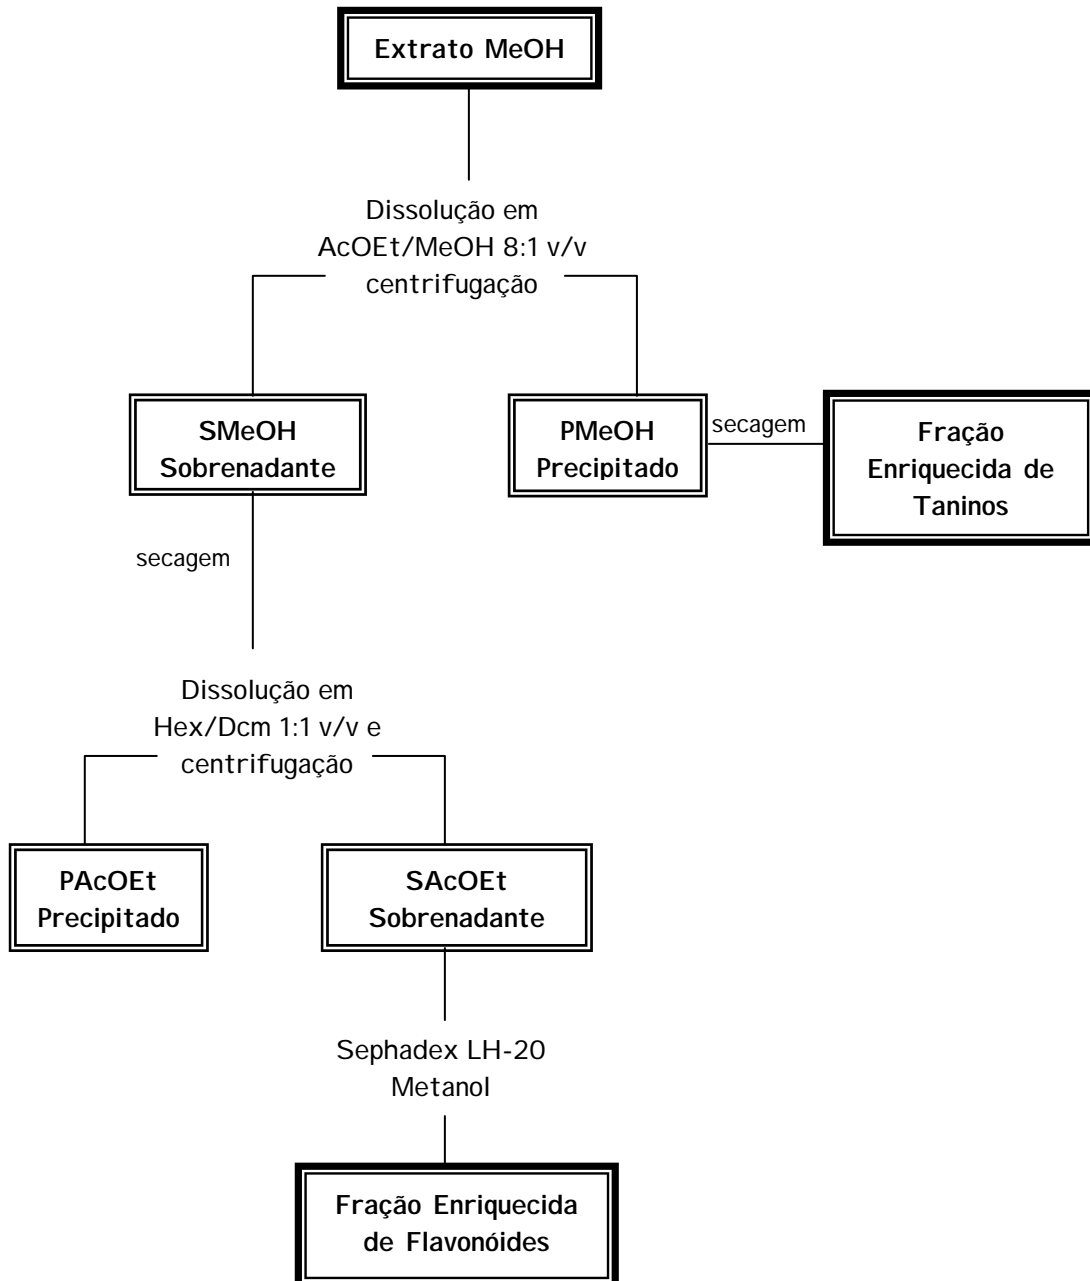 Extrato MeOH
Dissolução em
AcOEt/MeOH 8:1 v/v
centrifugação
SMeOH
Sobrenadante
PMeOH
Precipitado
secagem
Fração
Enriquecida de
Taninos
secagem
Dissolução em
Hex/Dcm 1:1 v/v e
centrifugação
PAcOEt
Precipitado
SAcOEt
Sobrenadante
Sephadex LH-20
Metanol
Fração Enriquecida
de Flavonóides